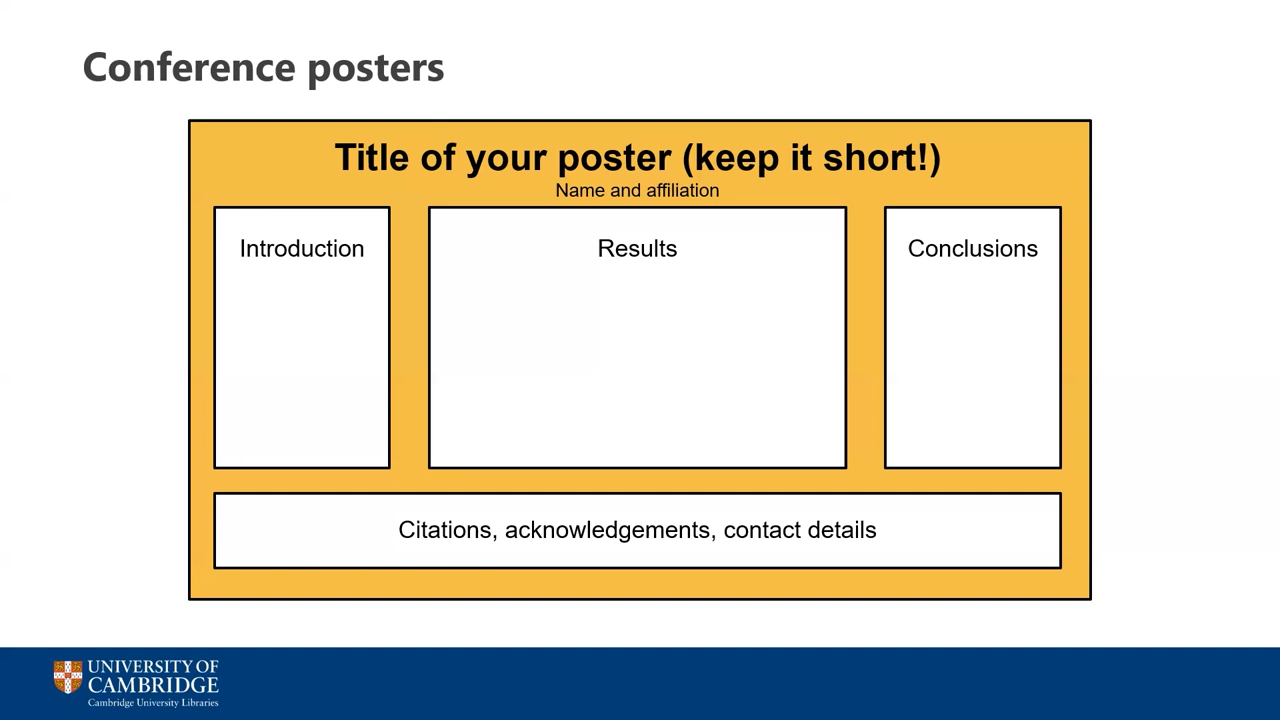 Conference posters
Title of your poster (keep it short!)
Name and affiliation
Introduction
Results
Conclusions
Citations, acknowledgements, contact details
UNIVERSITY OF
CAMBRIDGE
Cambridge University Libraries